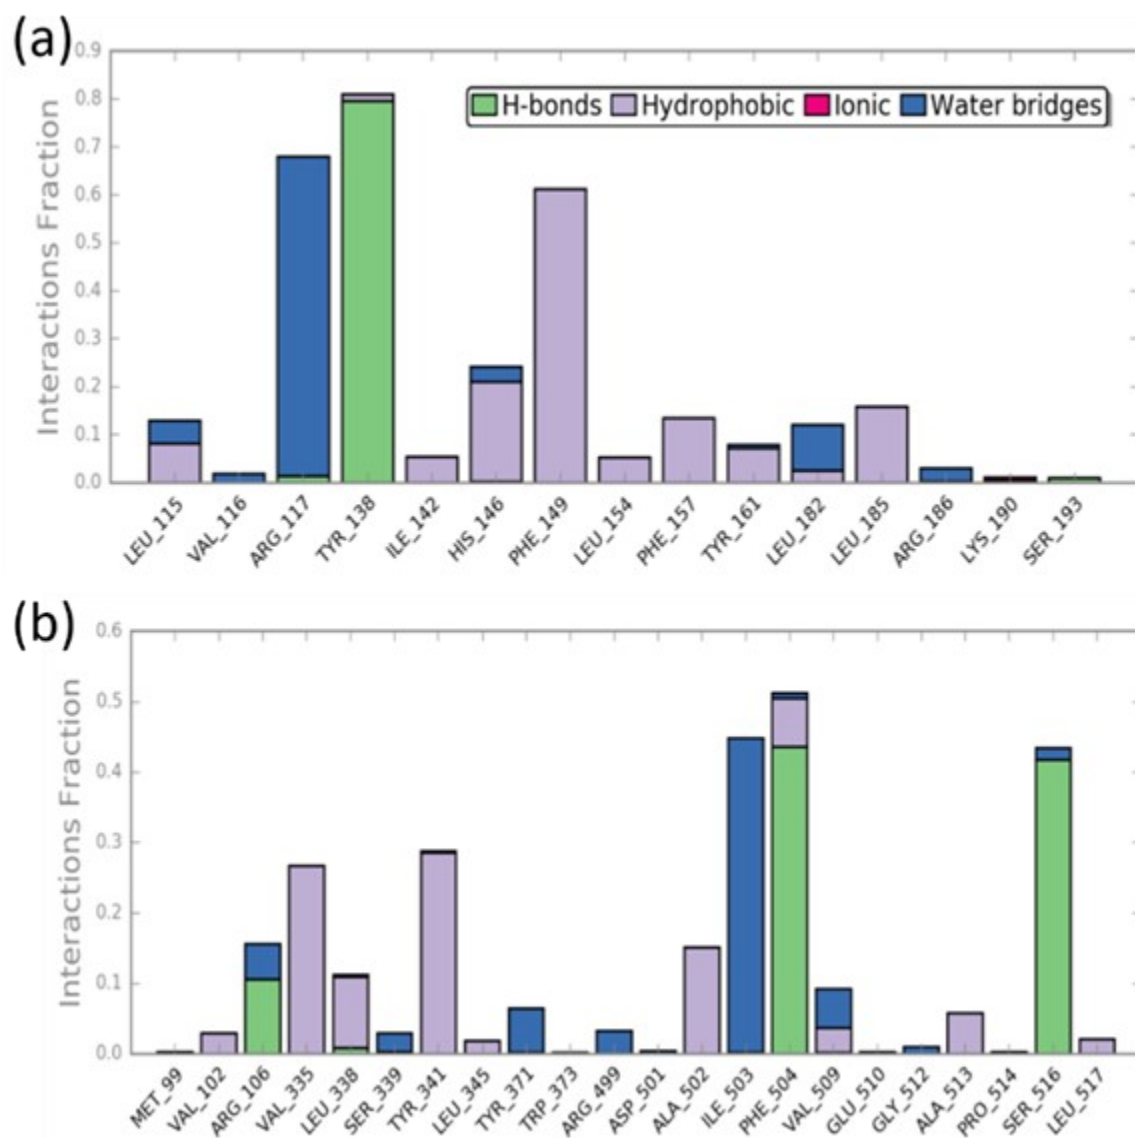 (a)
0.9
0.8
0.7
0.6
0.5
0.4
0.3
0.2
0.1
0.0
Interactions Fraction
H-bonds Hydrophobic Ionic Water bridges
LEU_115 VAL_116 ARG_117 TYR_138 ILE_142 HIS_146 PHE_149 LEU_154 PHE_157 TYR_161 LEU_182 LEU_185 ARG_186 LYS_190 SER_193
(b)
0.6
0.5
0.4
0.3
0.2
0.1
0.0
Interactions Fraction
MET_99 VAL_102 ARG_106 VAL_335 LEU_338 SER_339 TYR_341 LEU_345 TYR_371 TRP_373 ARG_499 ASP_501 ALA_502 ILE_503 PHE_504 VAL_509 GLU_510 GLY_512 ALA_513 PRO_514 SER_516 LEU_517